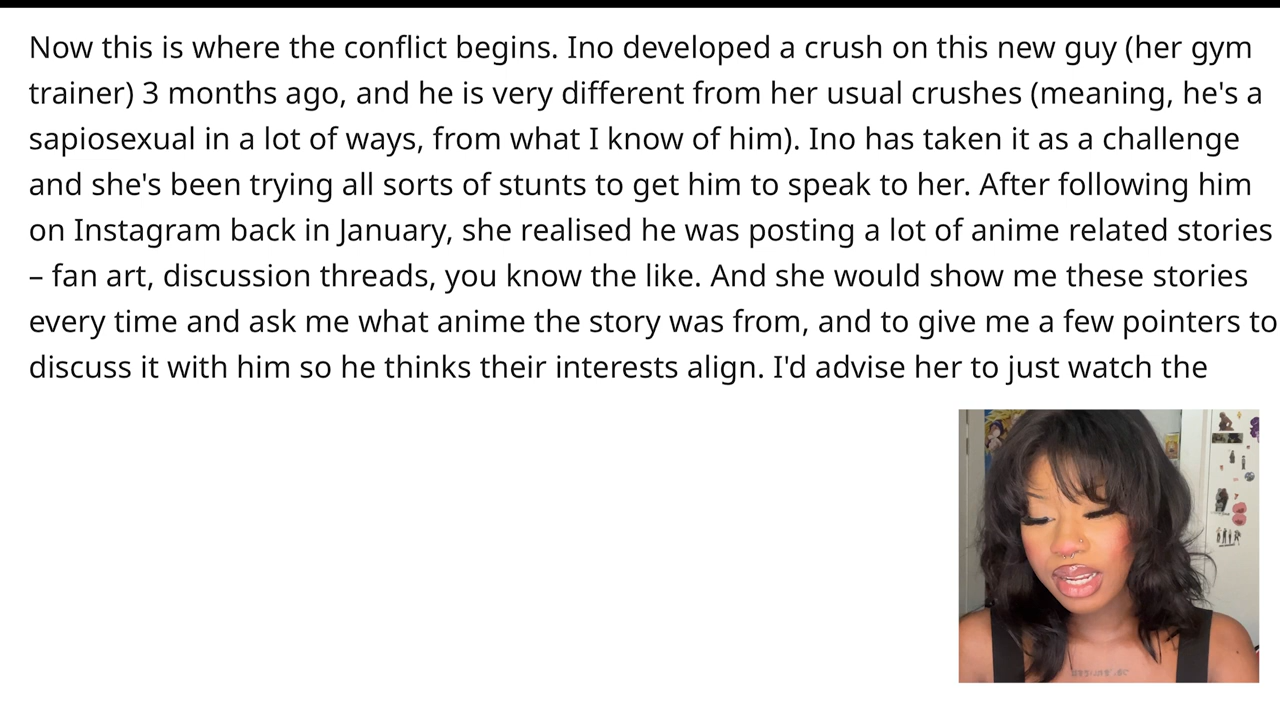 Now this is where the conflict begins. Ino developed a crush on this new guy (her gym
trainer) 3 months ago, and he is very different from her usual crushes (meaning, he's a
sapiosexual in a lot of ways, from what I know of him). Ino has taken it as a challenge
and she's been trying all sorts of stunts to get him to speak to her. After following him
on Instagram back in January, she realised he was posting a lot of anime related stories
– fan art, discussion threads, you know the like. And she would show me these stories
every time and ask me what anime the story was from, and to give me a few pointers to
discuss it with him so he thinks their interests align. I'd advise her to just watch the